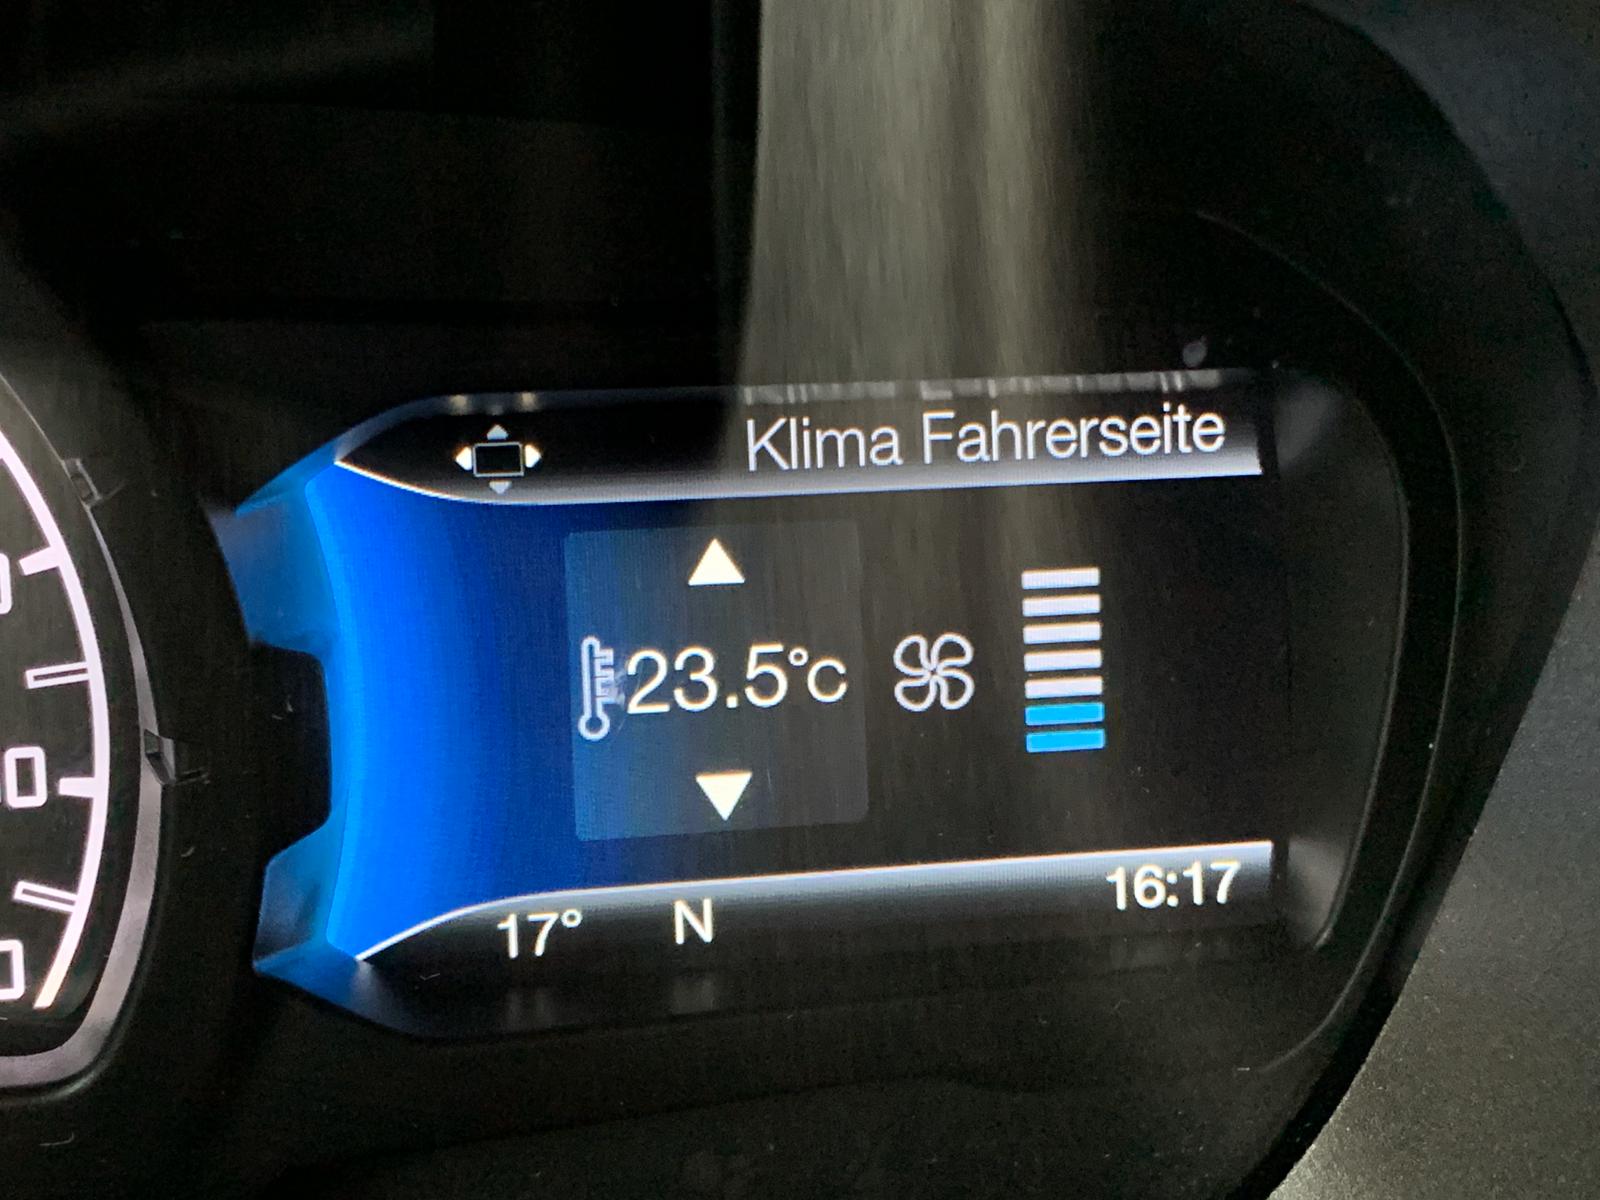 Klima Fahrerseite
23.5°C
17° N 16:17